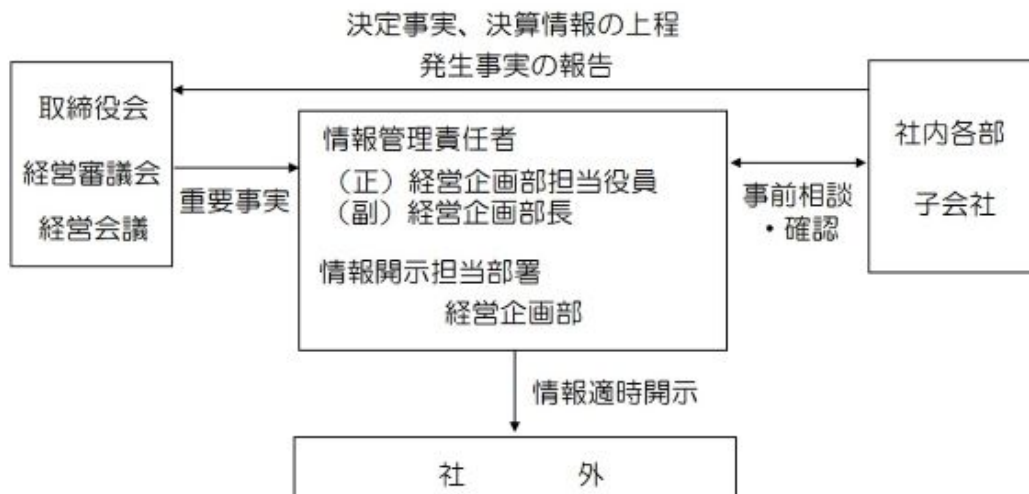 決定事実、決算情報の上程
発生事実の報告
取締役会
経営審議会
経営会議
重要事実
情報管理責任者
（正）経営企画部担当役員
（副）経営企画部長
情報開示担当部署
経営企画部
事前相談
・確認
社内各部
子会社
情報適時開示
社　　　外